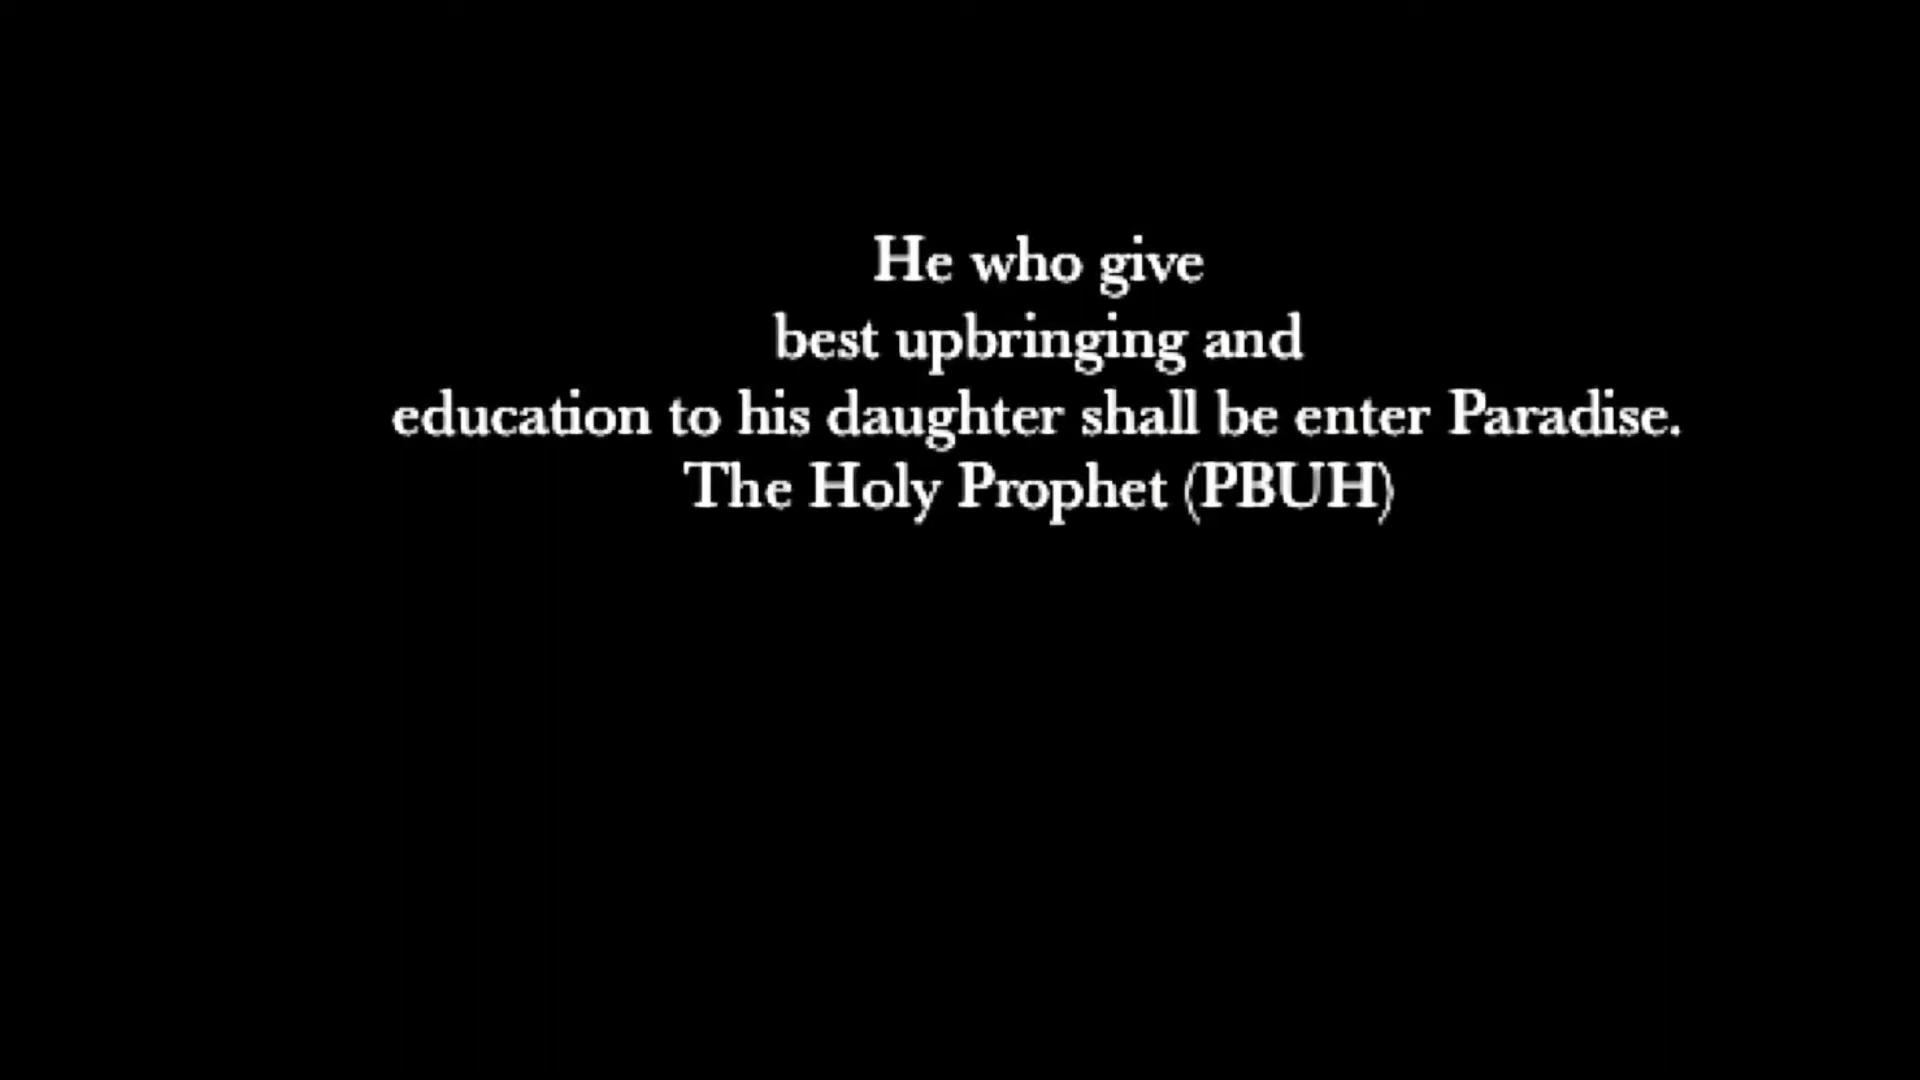 He who give
best upbringing and
education to his daughter shall be enter Paradise.
The Holy Prophet (PBUH)